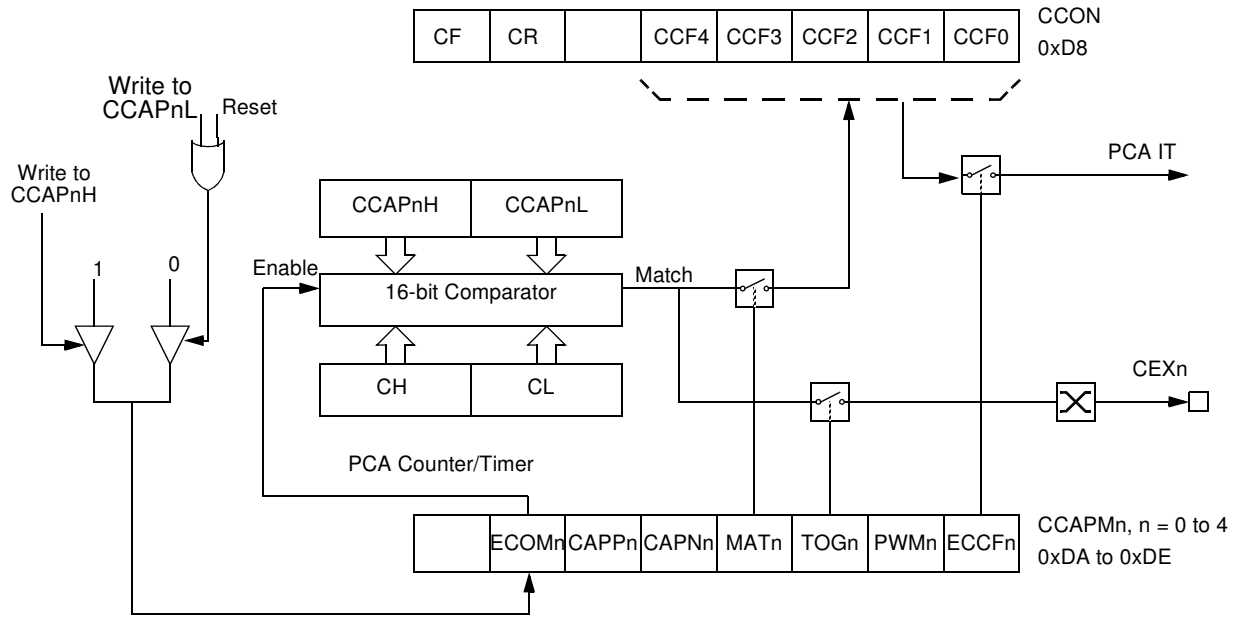 CF CR CCF4 CCF3 CCF2 CCF1 CCF0
CCON
0xD8
Write to
CCAPnL
Reset
Write to
CCAPnH
PCA IT
CCAPnH CCAPnL
1 0
Enable
16-bit Comparator
Match
CH CL
CEXn
PCA Counter/Timer
ECOMn CAPPn CAPNn MATn TOGn PWMn ECCFn
CCAPMn, n = 0 to 4
0xDA to 0xDE